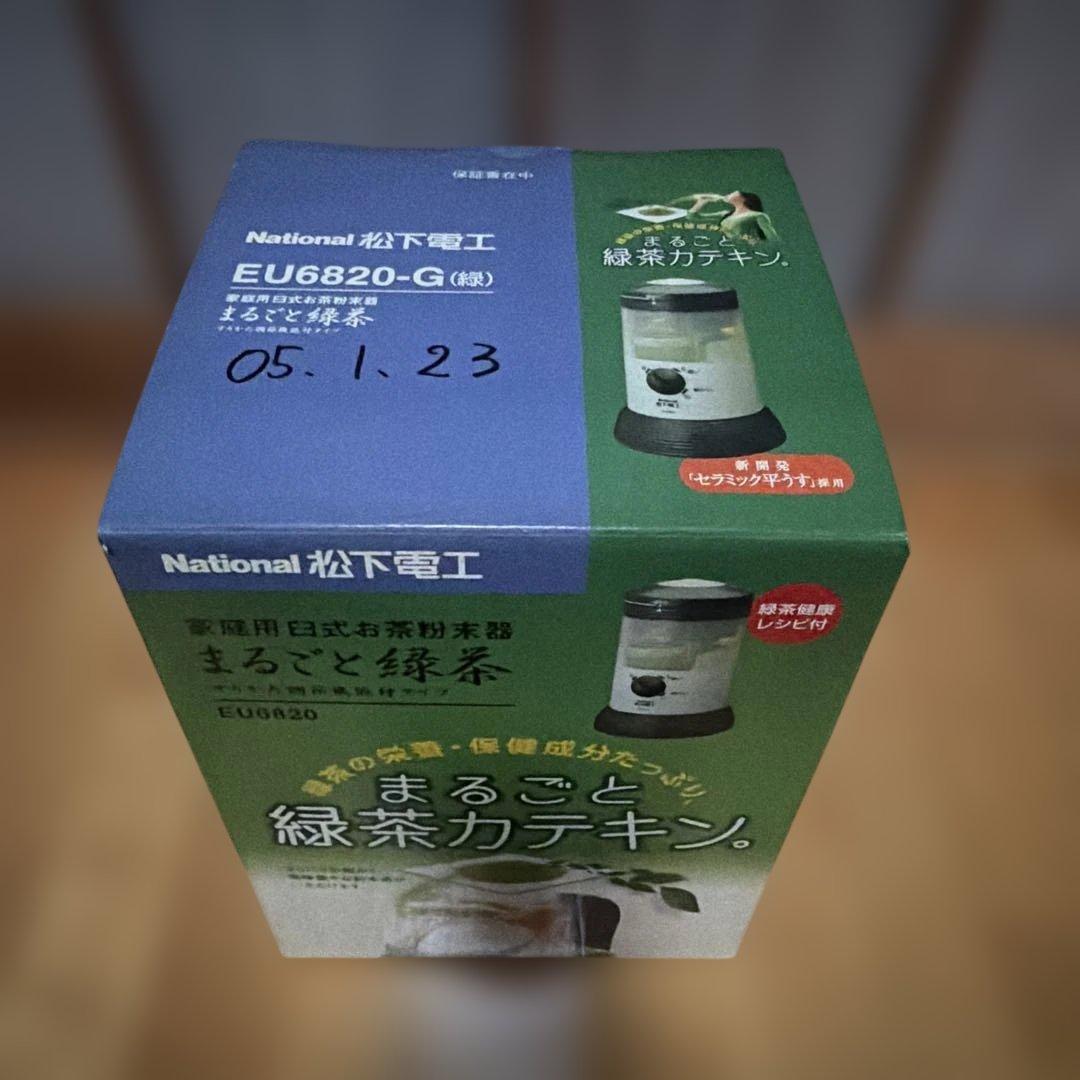 保証書在中
National 松下電工
EU6820-G(緑)
家庭用臼式お茶粉末器
まるごと緑茶
05.1.23
まるごと
緑茶カテキン。
新開発
「セラミック平うす」採用
National 松下電工
家庭用臼式お茶粉末器
まるごと緑茶
EU6820
緑茶健康
レシピ付
緑茶の栄養・保健成分たっぷり、
まるごと
緑茶カテキン。